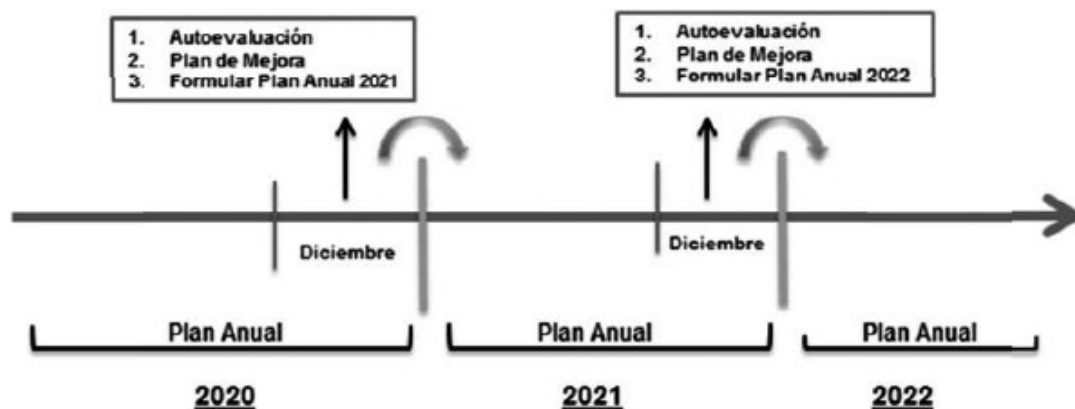 1. Autoevaluación
2. Plan de Mejora
3. Formular Plan Anual 2021
1. Autoevaluación
2. Plan de Mejora
3. Formular Plan Anual 2022
Diciembre
Diciembre
Plan Anual
Plan Anual
Plan Anual
2020
2021
2022